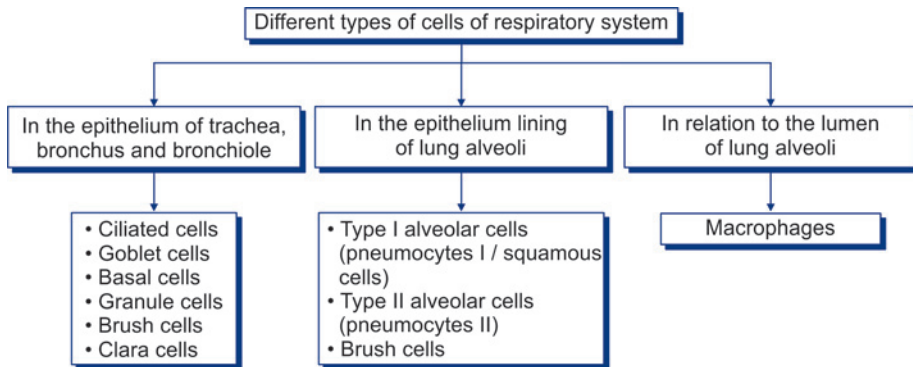 Different types of cells of respiratory system
In the epithelium of trachea,
bronchus and bronchiole
In the epithelium lining
of lung alveoli
In relation to the lumen
of lung alveoli
• Ciliated cells
• Goblet cells
• Basal cells
• Granule cells
• Brush cells
• Clara cells
• Type I alveolar cells
(pneumocytes I / squamous
cells)
• Type II alveolar cells
(pneumocytes II)
• Brush cells
Macrophages